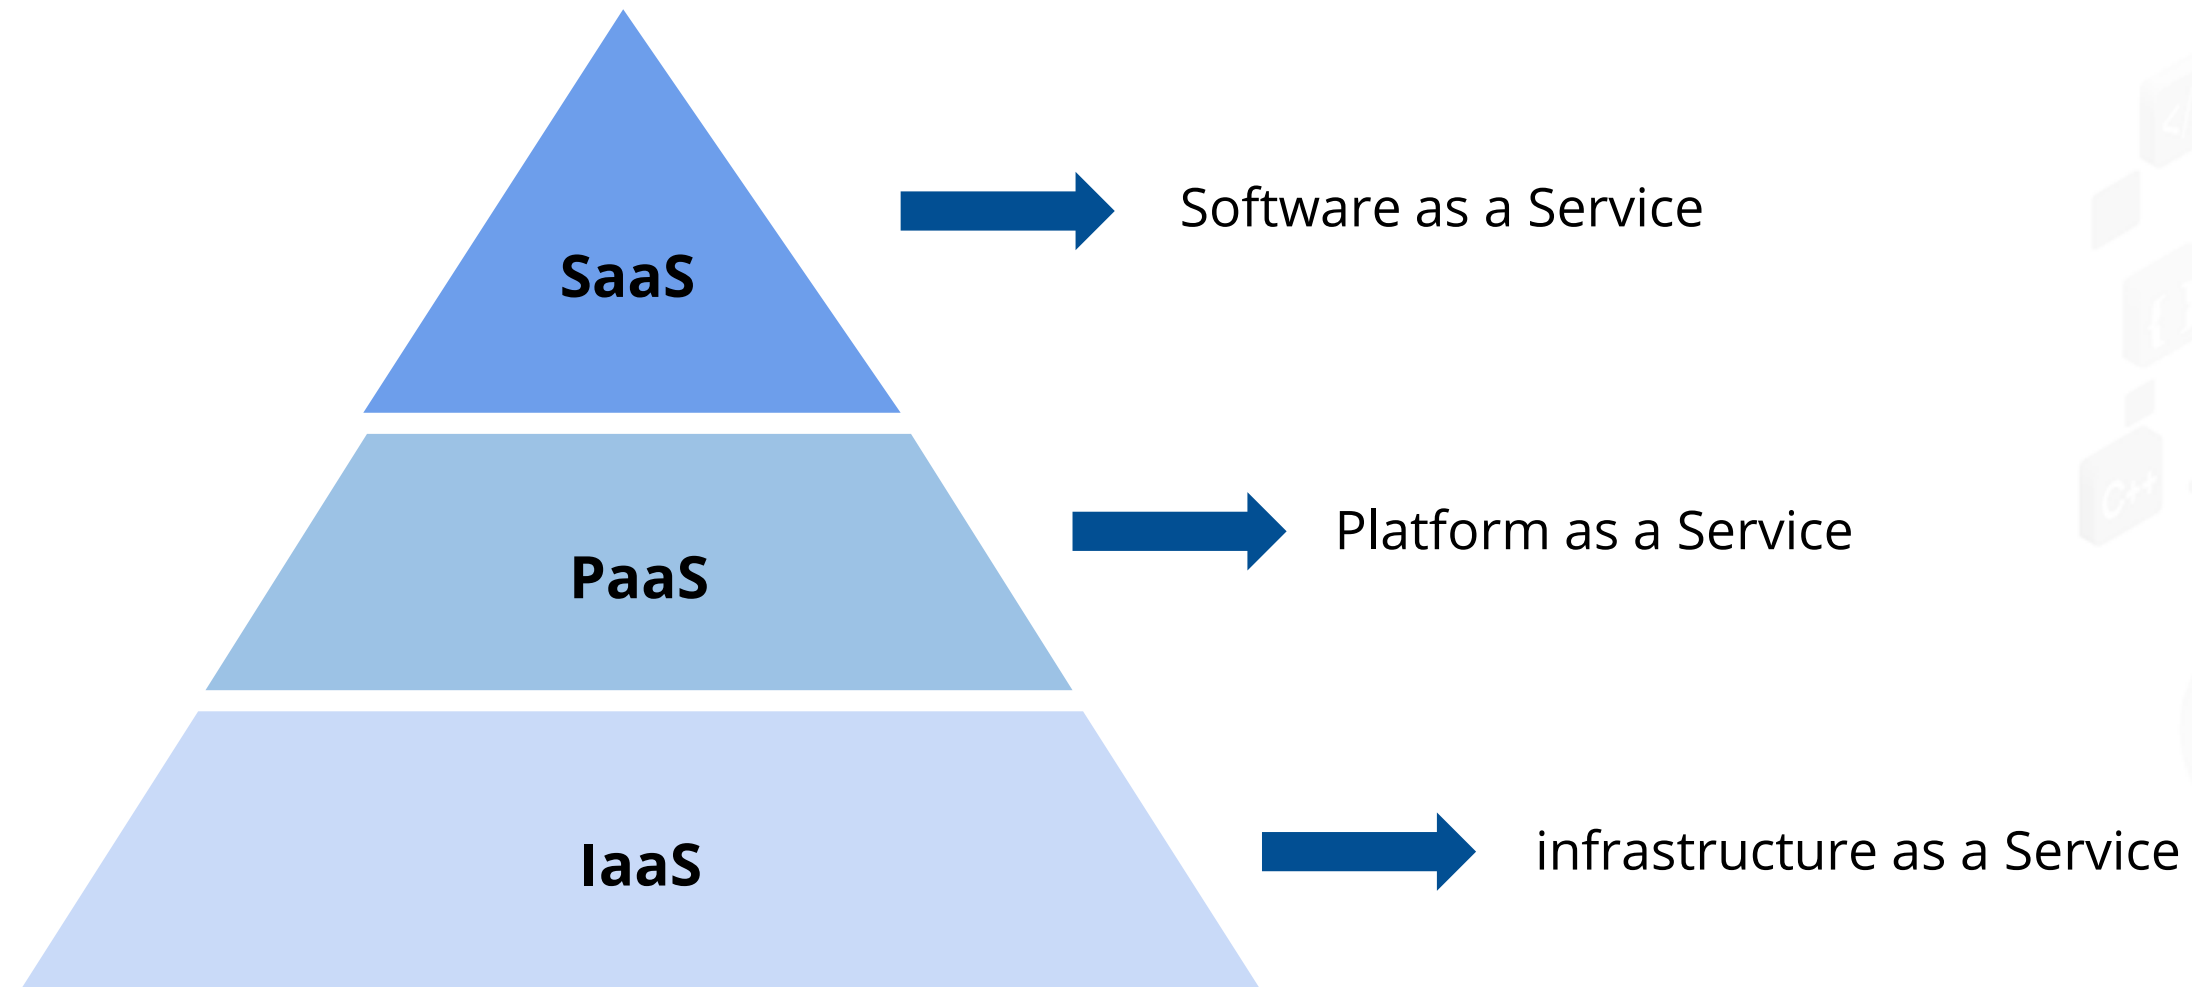 SaaS
Software as a Service
PaaS
Platform as a Service
IaaS
infrastructure as a Service
C++